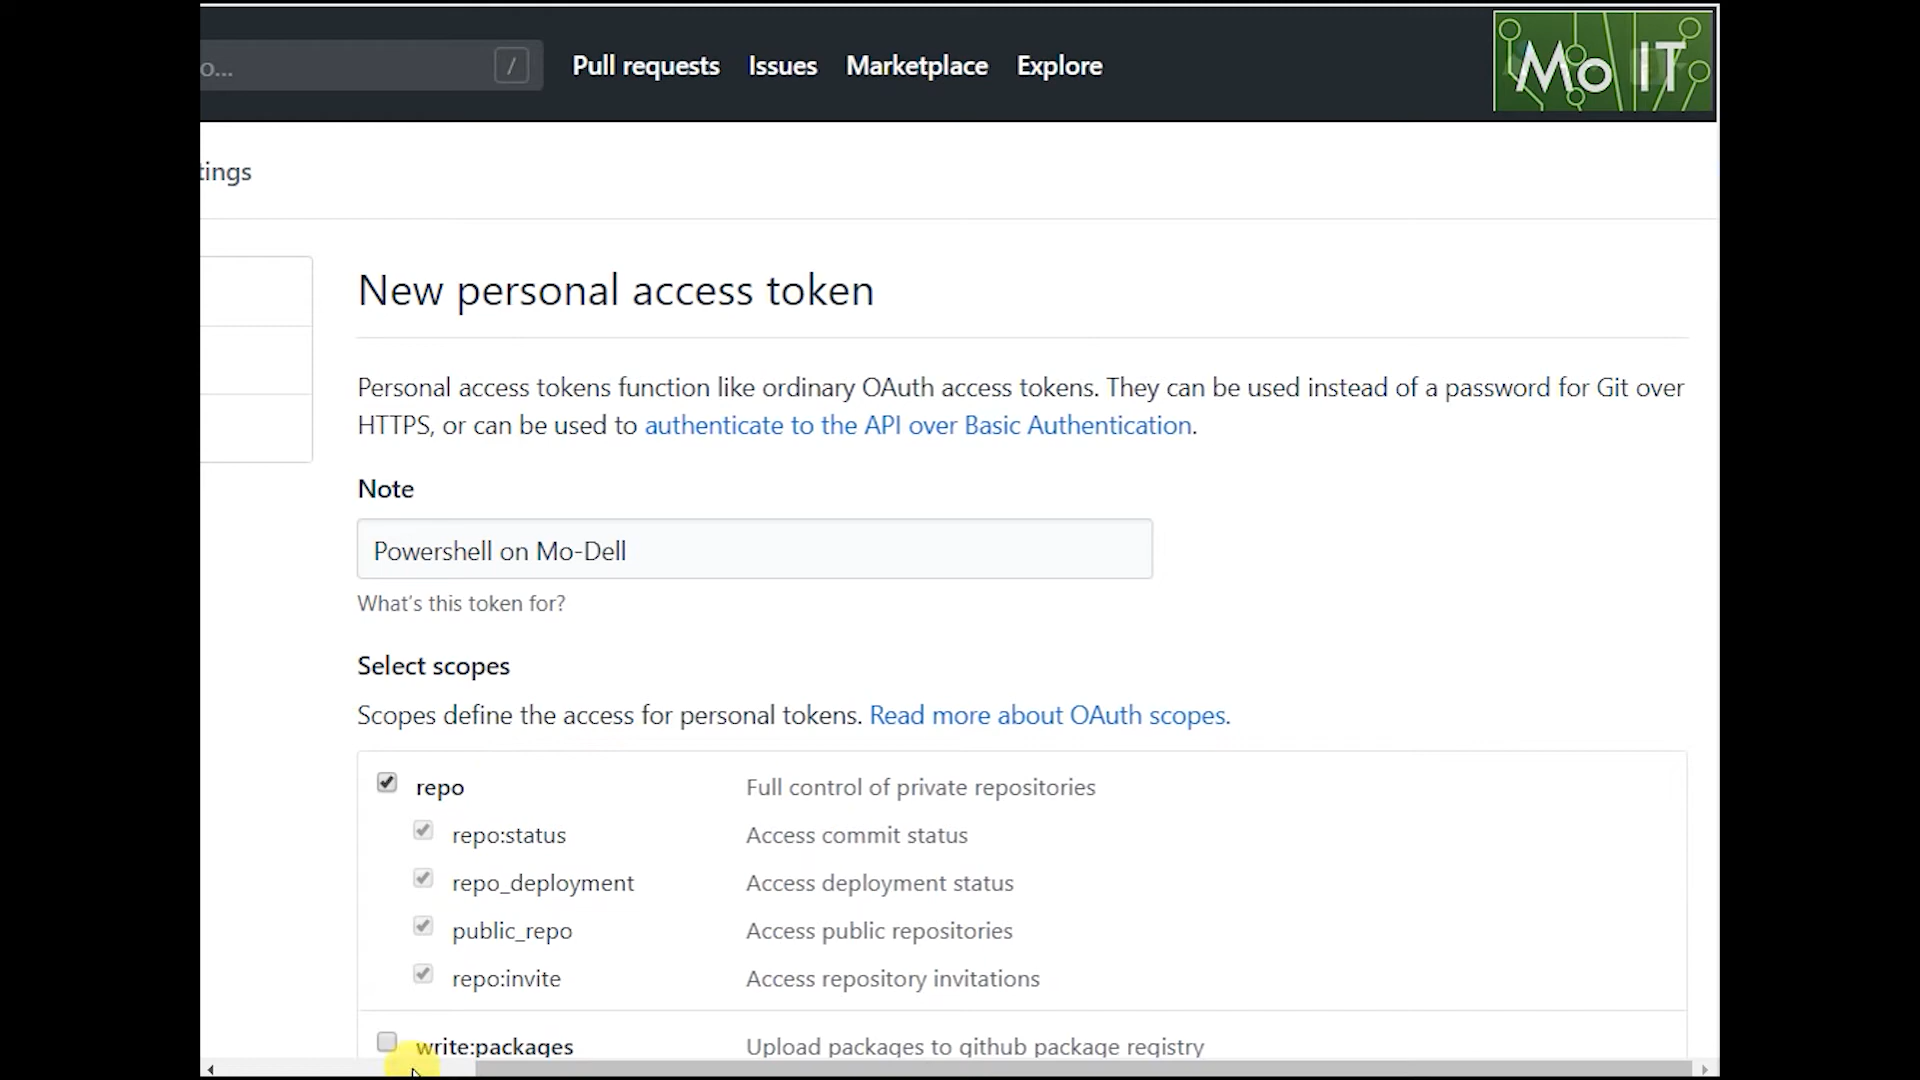 o... / Pull requests Issues Marketplace Explore Mo IT
tings
New personal access token
Personal access tokens function like ordinary OAuth access tokens. They can be used instead of a password for Git over
HTTPS, or can be used to authenticate to the API over Basic Authentication.
Note
Powershell on Mo-Dell
What's this token for?
Select scopes
Scopes define the access for personal tokens. Read more about OAuth scopes.
repo Full control of private repositories
repo:status Access commit status
repo_deployment Access deployment status
public_repo Access public repositories
repo:invite Access repository invitations
write:packages Upload packages to github package registry